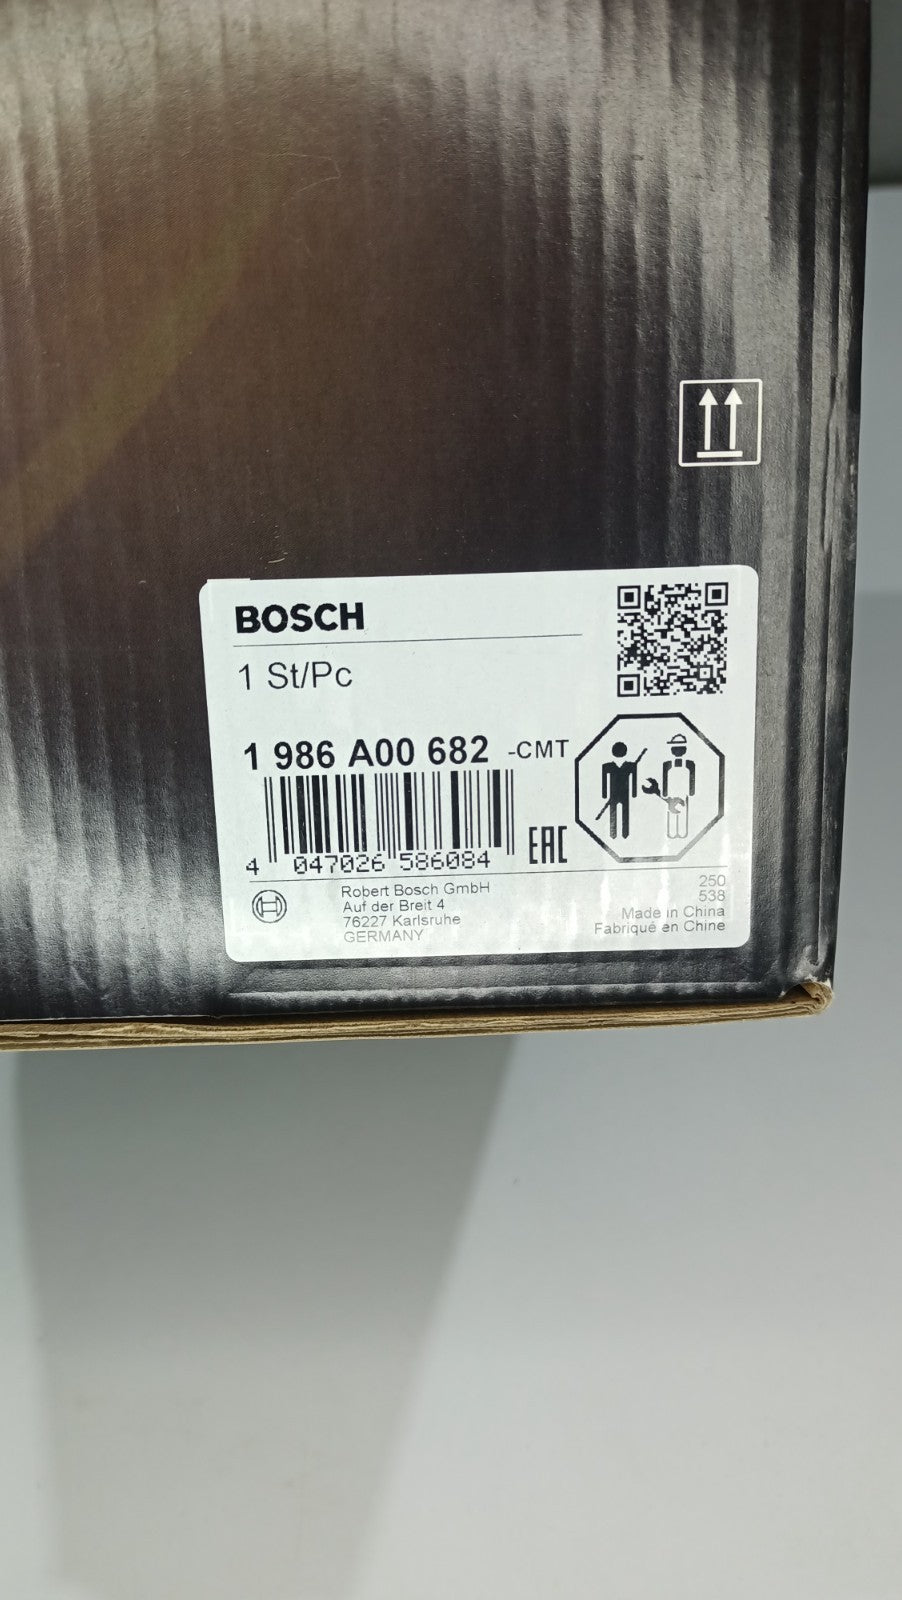 BOSCH
1 St/Pc
1 986 A00 682 -CMT
4 047026 586084
EAC
Robert Bosch GmbH
Auf der Breit 4
76227 Karlsruhe
GERMANY
250
538
Made in China
Fabriqué en Chine